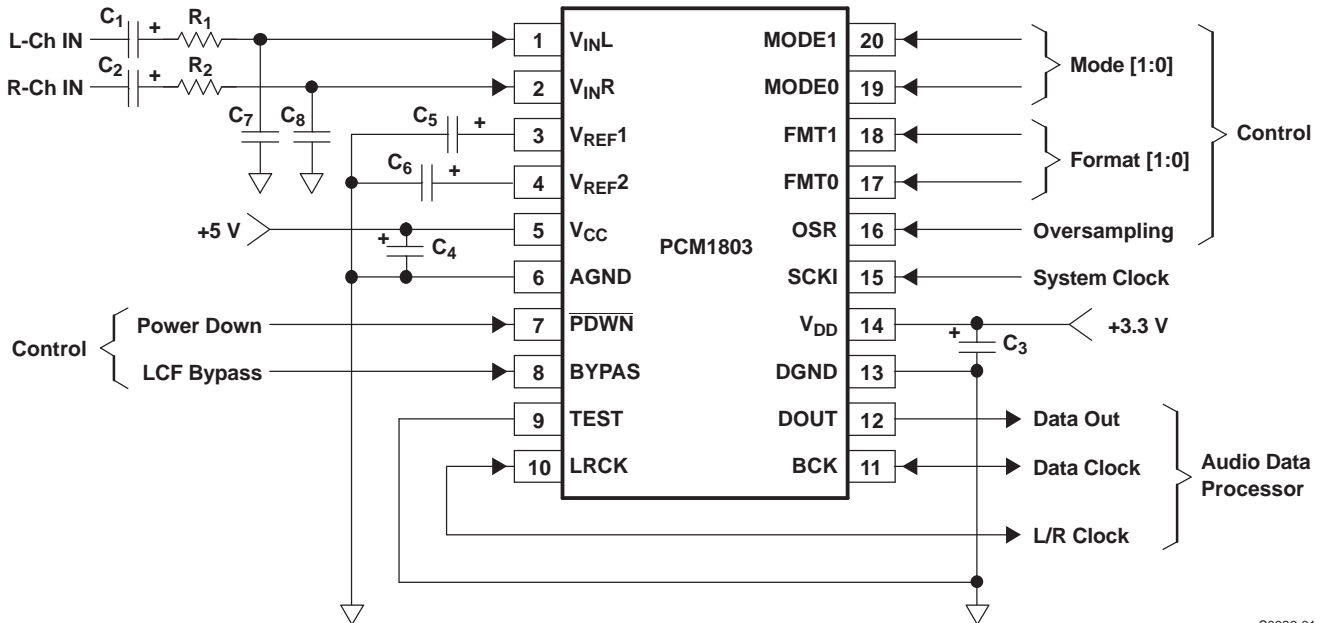 C1 + R1
L-Ch IN
C2 + R2
R-Ch IN
C7 C8
C5 +
C6 +
+5 V
+ C4
Control
Power Down
LCF Bypass
1 VINL
2 VINR
3 VREF1
4 VREF2
5 VCC
6 AGND
7 PDWN
8 BYPAS
9 TEST
10 LRCK
PCM1803
MODE1 20
MODE0 19
FMT1 18
FMT0 17
OSR 16
SCKI 15
VDD 14
DGND 13
DOUT 12
BCK 11
Mode [1:0]
Format [1:0]
Control
Oversampling
System Clock
+3.3 V
+ C3
Data Out
Data Clock
L/R Clock
Audio Data
Processor